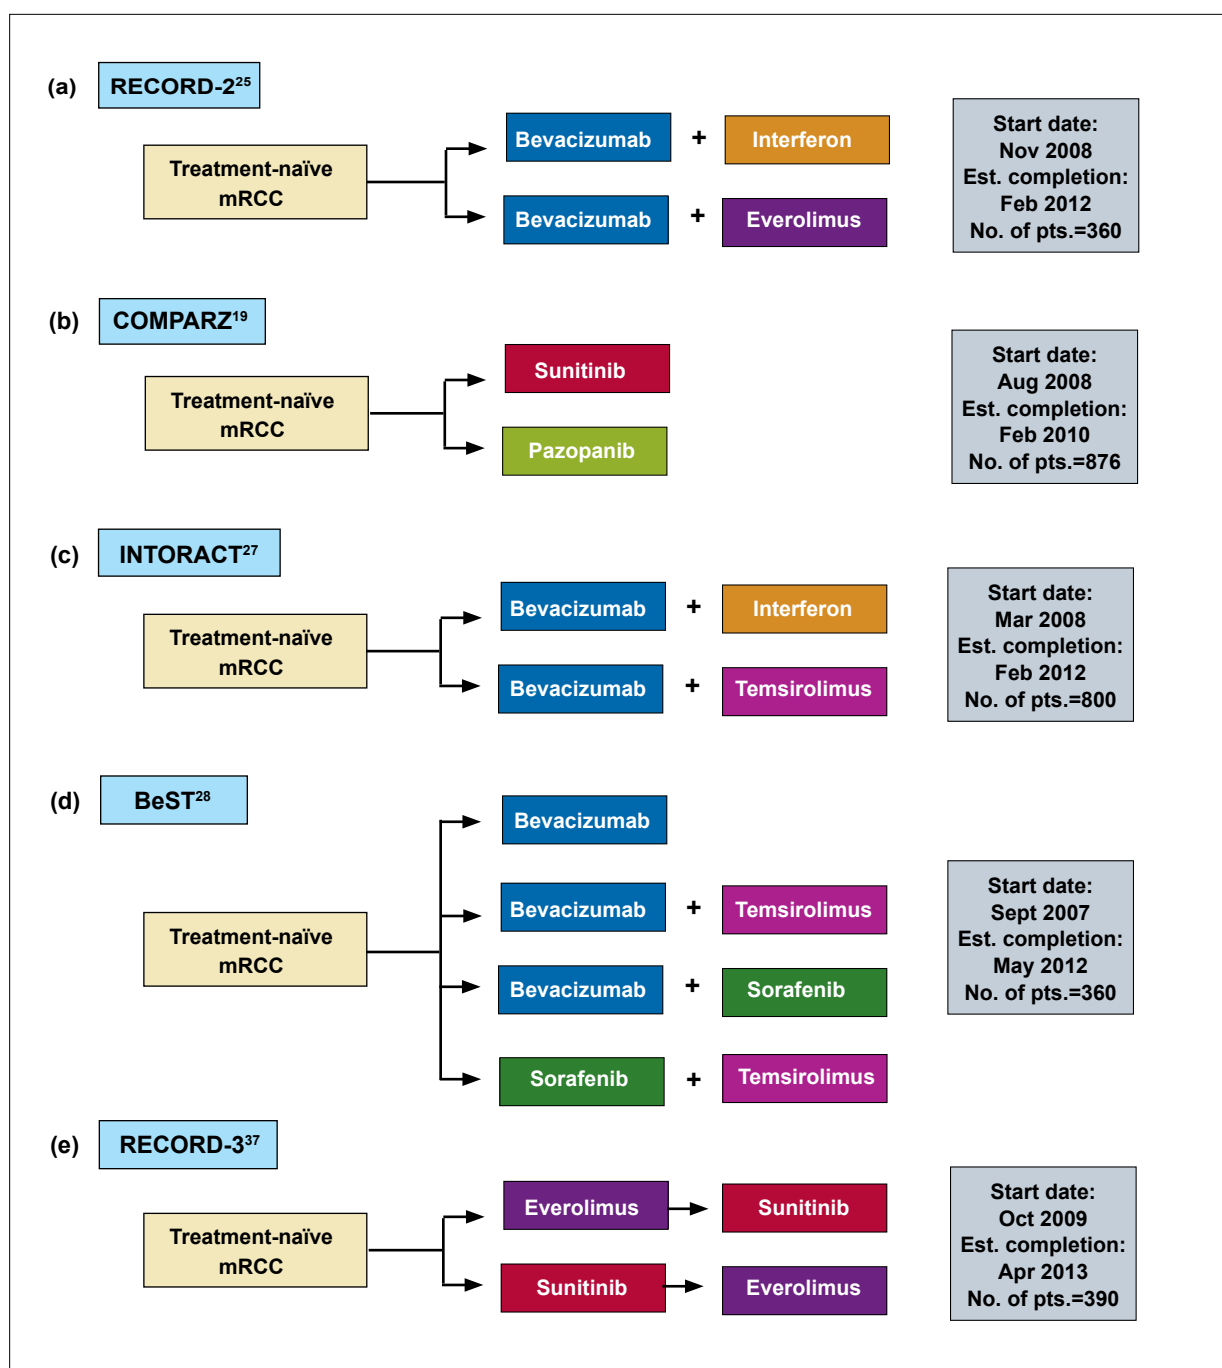 (a) RECORD-2²⁵
Treatment-naïve
mRCC
Bevacizumab + Interferon
Bevacizumab + Everolimus
Start date:
Nov 2008
Est. completion:
Feb 2012
No. of pts.=360
(b) COMPARZ¹⁹
Treatment-naïve
mRCC
Sunitinib
Pazopanib
Start date:
Aug 2008
Est. completion:
Feb 2010
No. of pts.=876
(c) INTORACT²⁷
Treatment-naïve
mRCC
Bevacizumab + Interferon
Bevacizumab + Temsirolimus
Start date:
Mar 2008
Est. completion:
Feb 2012
No. of pts.=800
(d) BeST²⁸
Treatment-naïve
mRCC
Bevacizumab
Bevacizumab + Temsirolimus
Bevacizumab + Sorafenib
Sorafenib + Temsirolimus
Start date:
Sept 2007
Est. completion:
May 2012
No. of pts.=360
(e) RECORD-3³⁷
Treatment-naïve
mRCC
Everolimus Sunitinib
Sunitinib Everolimus
Start date:
Oct 2009
Est. completion:
Apr 2013
No. of pts.=390